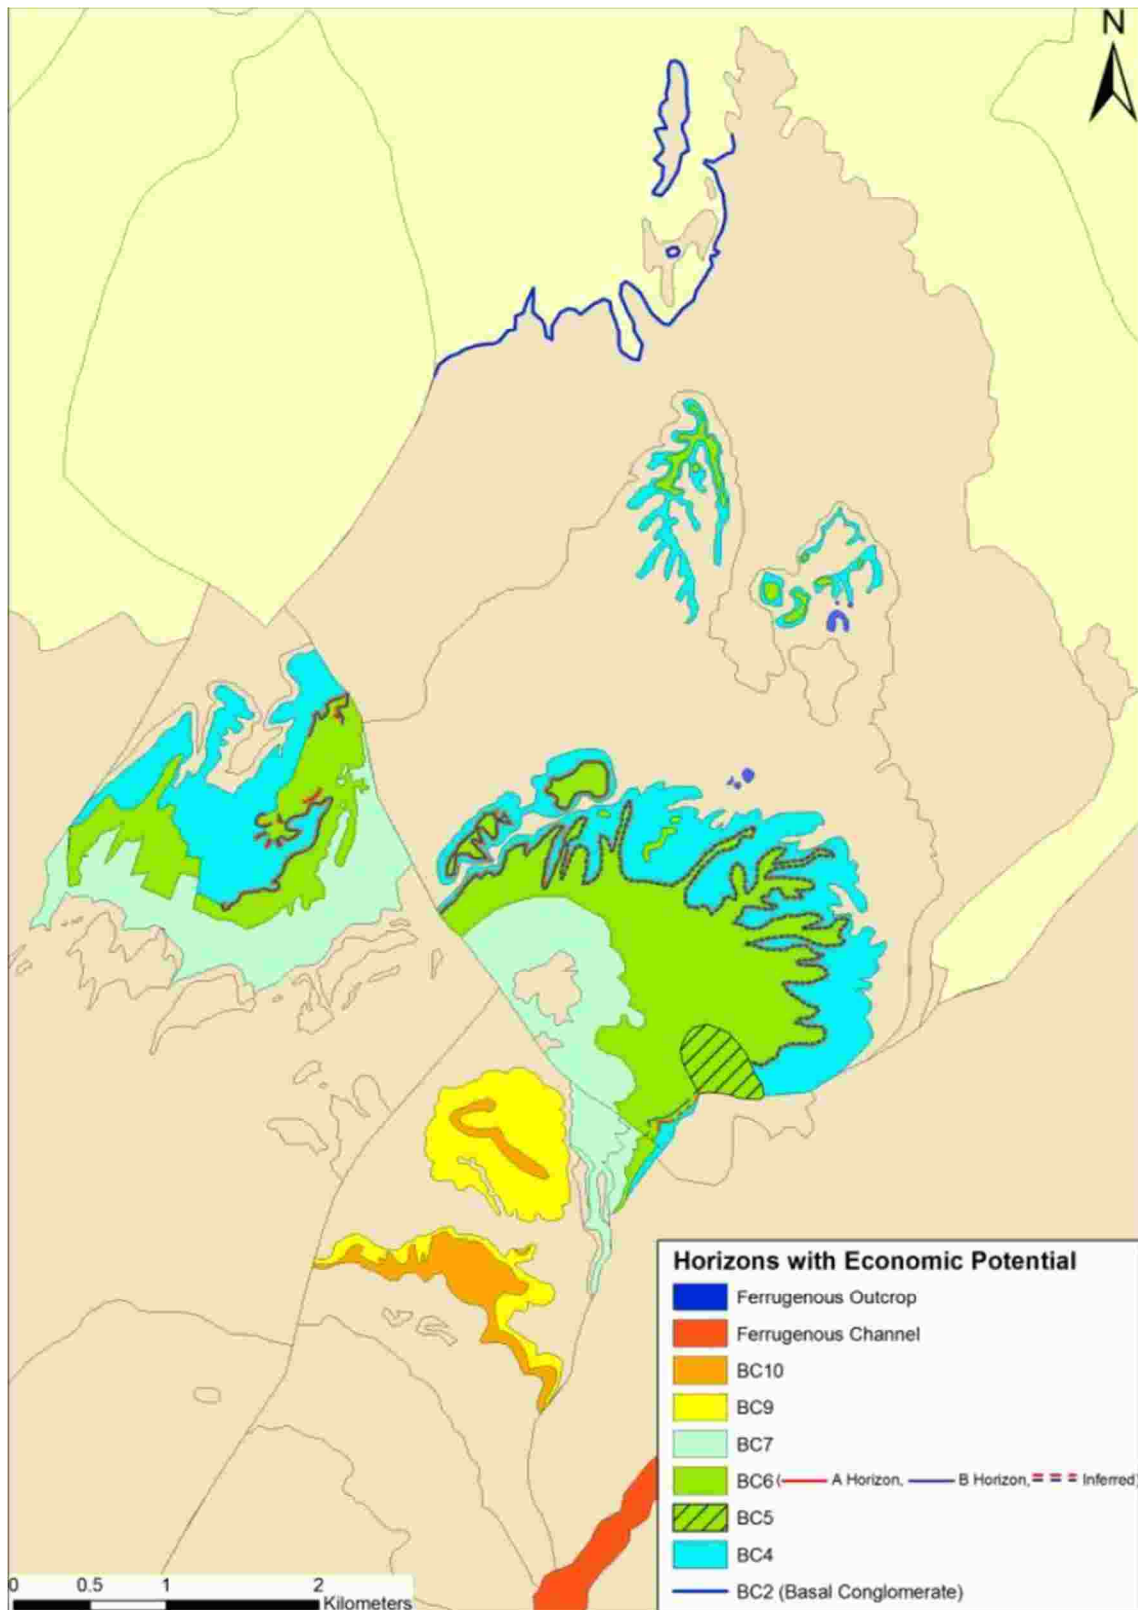 N
Horizons with Economic Potential
Ferrugenous Outcrop
Ferrugenous Channel
BC10
BC9
BC7
BC6 ( A Horizon, B Horizon, Inferred)
BC5
BC4
BC2 (Basal Conglomerate)
0 0.5 1 2
Kilometers